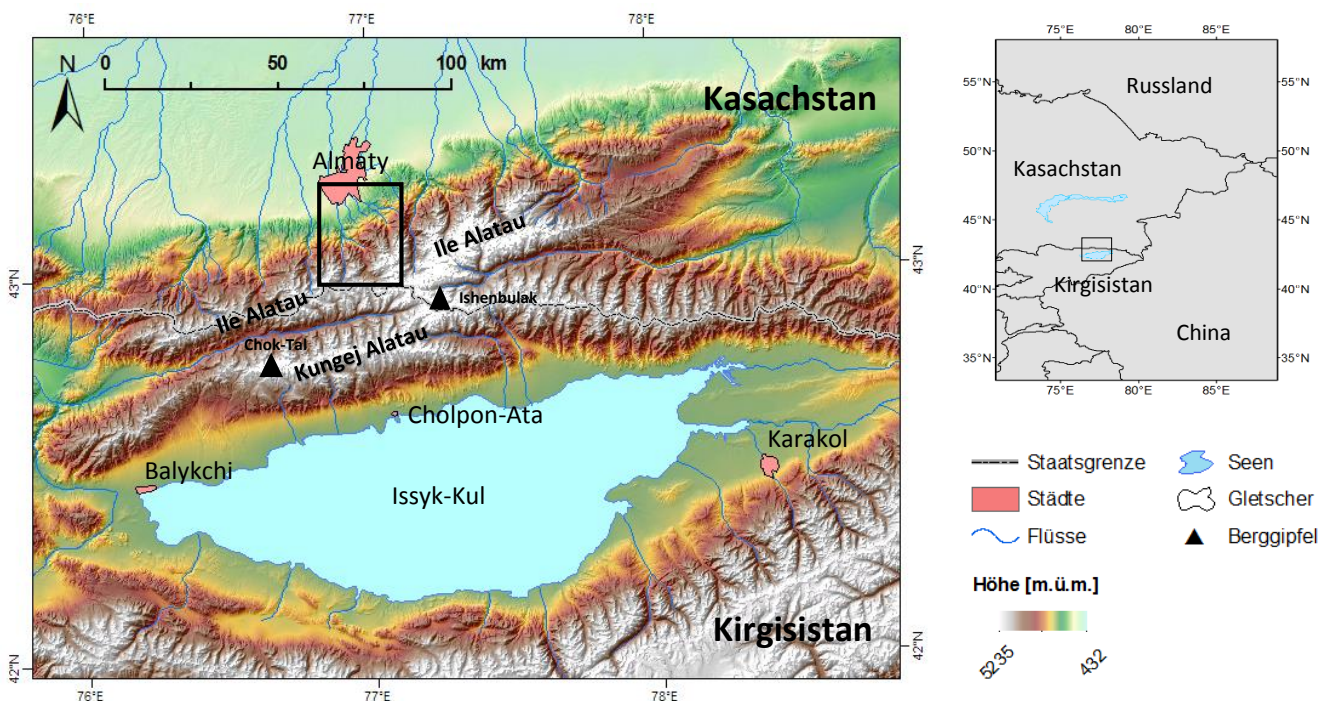 76°E 77°E 78°E
N 0 50 100 km
Kasachstan
Almaty
Ile Alatau
43°N 43°N
Ishenbulak
Ile Alatau
Chok-Tal
Kungej Alatau
Cholpon-Ata
Karakol
Balykchi
Issyk-Kul
Kirgisistan
42°N 42°N
76°E 77°E 78°E
75°E 80°E 85°E
55°N 55°N
Russland
50°N 50°N
Kasachstan
45°N 45°N
40°N 40°N
Kirgisistan
China
35°N 35°N
75°E 80°E 85°E
Staatsgrenze Seen
Städte Gletscher
Flüsse Berggipfel
Höhe [m.ü.m.]
5235 432